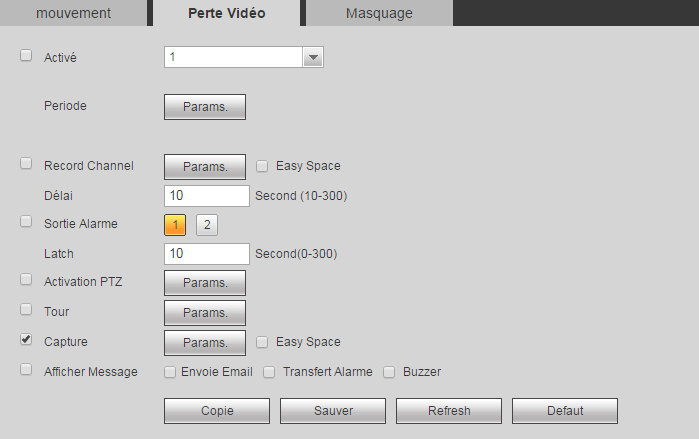 mouvement Perte Vidéo Masquage
Activé 1
Periode Params.
Record Channel Params. Easy Space
Délai 10 Second (10-300)
Sortie Alarme 1 2
Latch 10 Second(0-300)
Activation PTZ Params.
Tour Params.
Capture Params. Easy Space
Afficher Message Envoie Email Transfert Alarme Buzzer
Copie Sauver Refresh Defaut